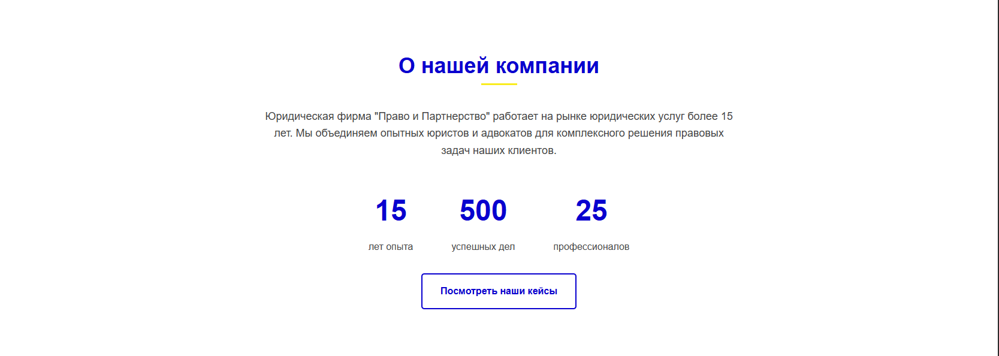 О нашей компании
Юридическая фирма "Право и Партнерство" работает на рынке юридических услуг более 15
лет. Мы объединяем опытных юристов и адвокатов для комплексного решения правовых
задач наших клиентов.
15 500 25
лет опыта успешных дел профессионалов
Посмотреть наши кейсы